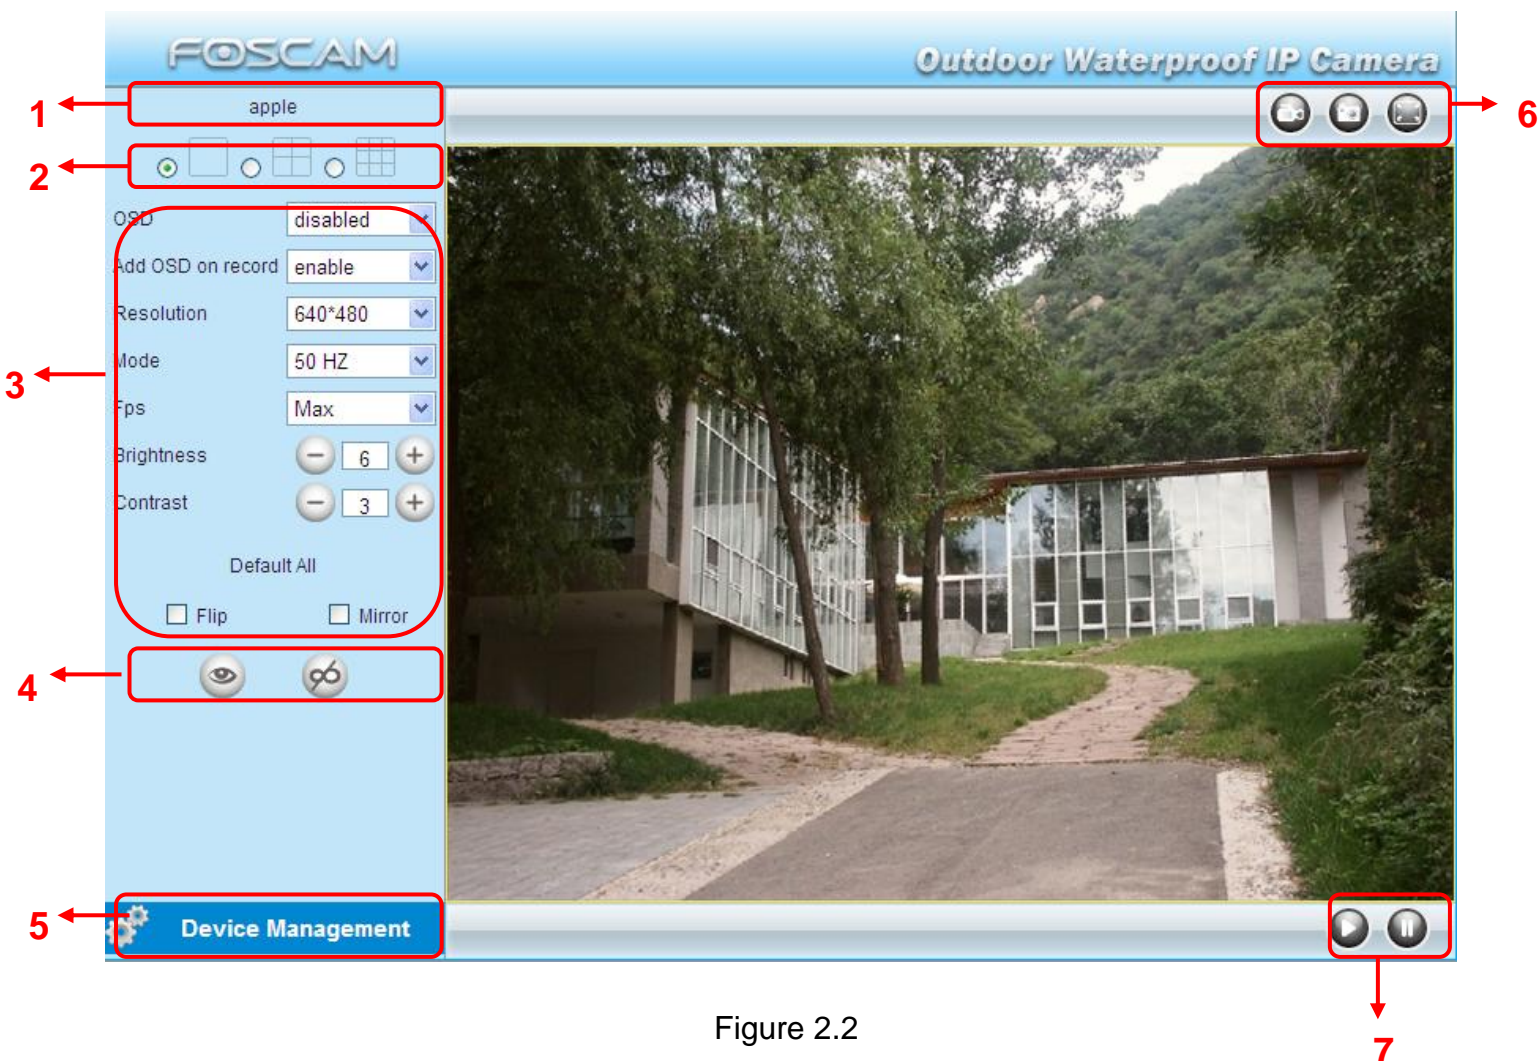 FOSCAM
Outdoor Waterproof IP Camera
1
apple
6
2
OSD disabled
Add OSD on record enable
Resolution 640*480
Mode 50 HZ
3
Fps Max
Brightness 6
Contrast 3
Default All
Flip Mirror
4
5
Device Management
Figure 2.2
7